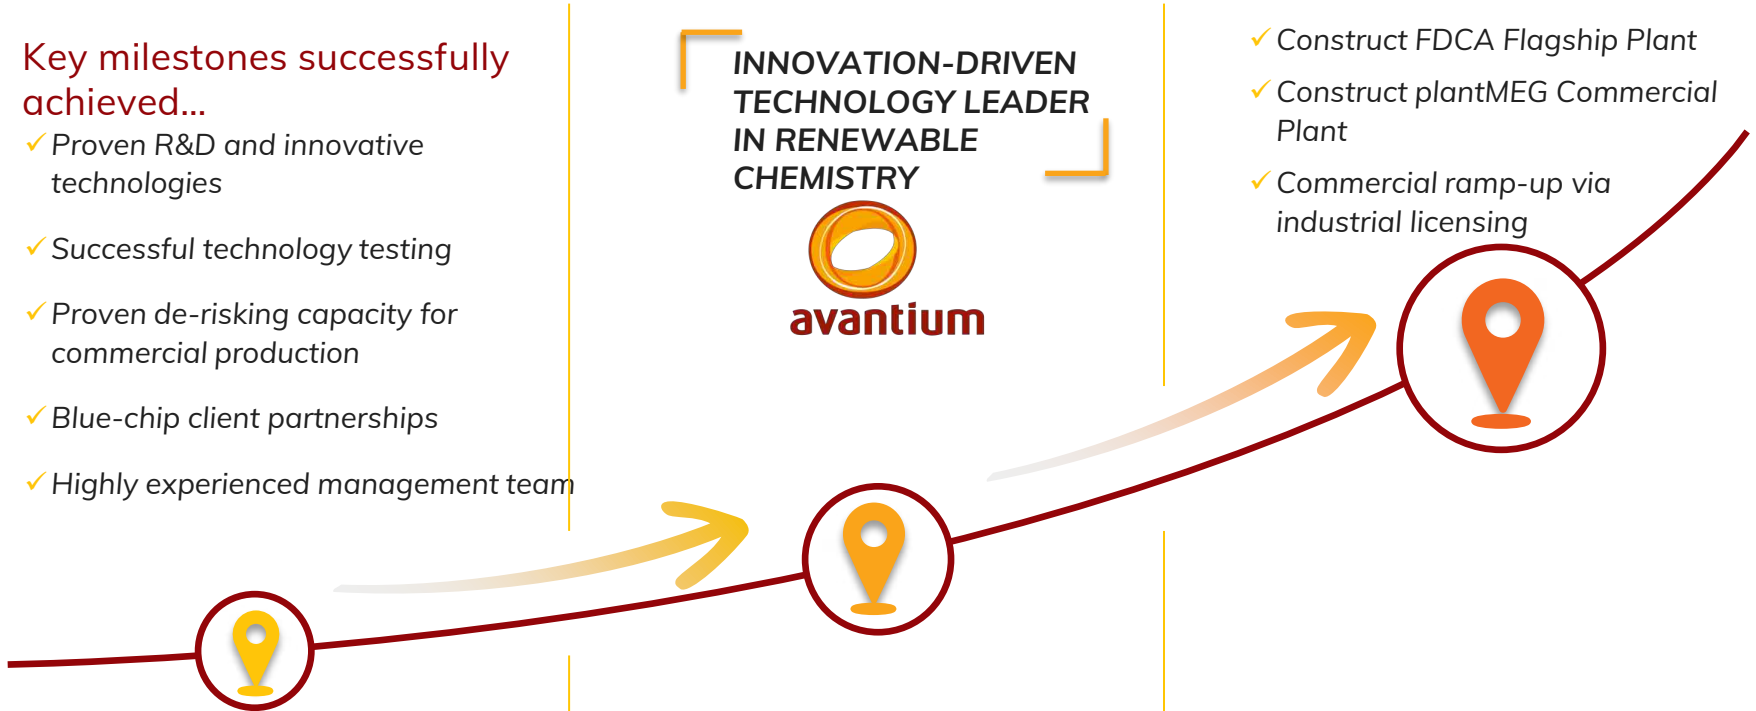 Key milestones successfully
achieved...
Proven R&D and innovative
technologies
Successful technology testing
Proven de-risking capacity for
commercial production
Blue-chip client partnerships
Highly experienced management team
INNOVATION-DRIVEN
TECHNOLOGY LEADER
IN RENEWABLE
CHEMISTRY
avantium
Construct FDCA Flagship Plant
Construct plantMEG Commercial
Plant
Commercial ramp-up via
industrial licensing